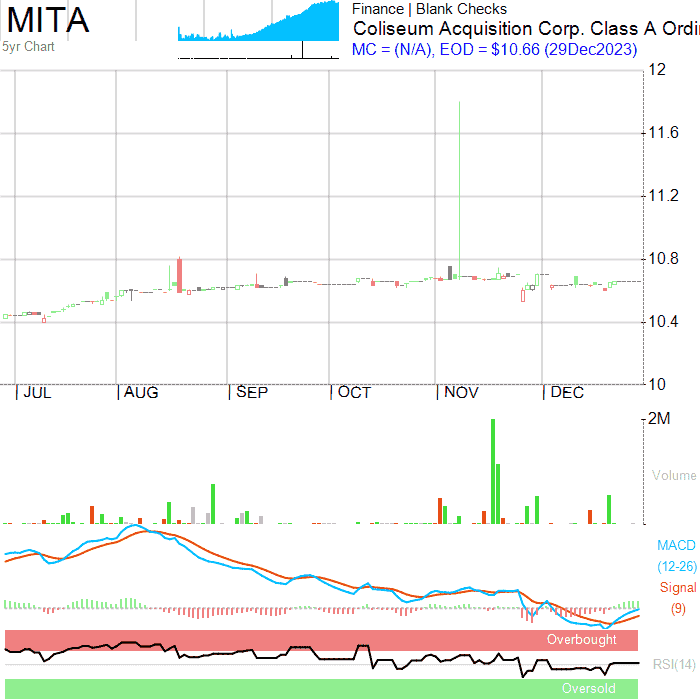 MITA
5yr Chart
Finance | Blank Checks
Coliseum Acquisition Corp. Class A Ordi
MC = (N/A), EOD = $10.66 (29Dec2023)
12
11.6
11.2
10.8
10.4
10
JUL
AUG
SEP
OCT
NOV
DEC
2M
Volume
MACD
(12-26)
Signal
(9)
Overbought
RSI(14)
Oversold